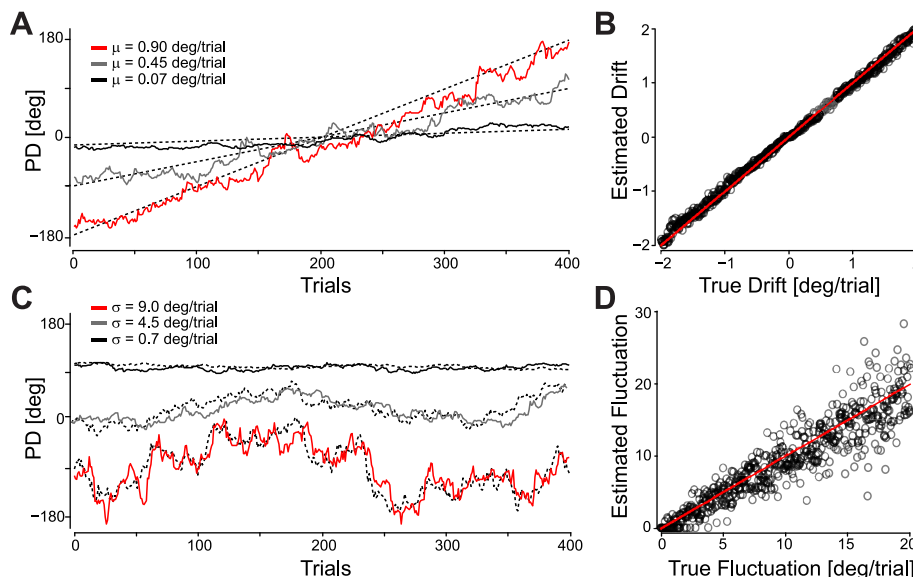 A
180
μ = 0.90 deg/trial
μ = 0.45 deg/trial
μ = 0.07 deg/trial
PD [deg]
0
−180
0
100
200
300
400
Trials
B
2
1
0
−1
−2
Estimated Drift
−2
−1
0
1
True Drift [deg/trial]
C
180
σ = 9.0 deg/trial
σ = 4.5 deg/trial
σ = 0.7 deg/trial
PD [deg]
0
−180
0
100
200
300
400
Trials
D
30
20
10
0
Estimated Fluctuation
0
5
10
15
20
True Fluctuation [deg/trial]